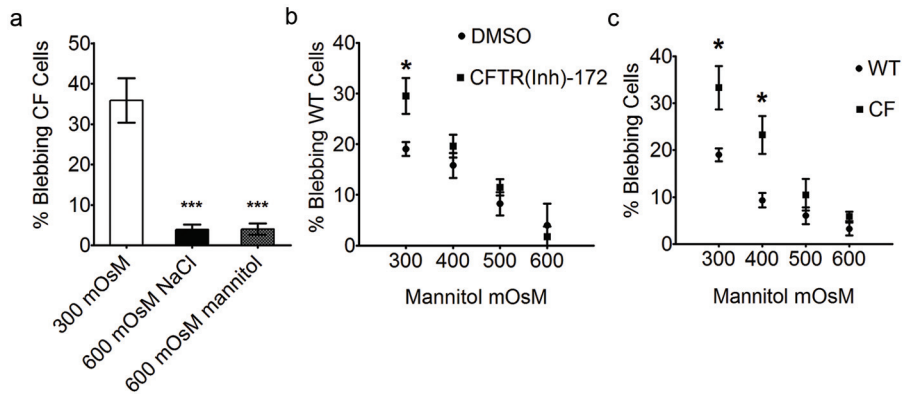 a
% Blebbing CF Cells
50
40
30
20
10
0
***
***
300 mOsM
600 mOsM NaCl
600 mOsM mannitol
b
% Blebbing WT Cells
40
30
20
10
0
*
DMSO
CFTR(Inh)-172
300 400 500 600
Mannitol mOsM
c
% Blebbing Cells
40
30
20
10
0
*
*
WT
CF
300 400 500 600
Mannitol mOsM